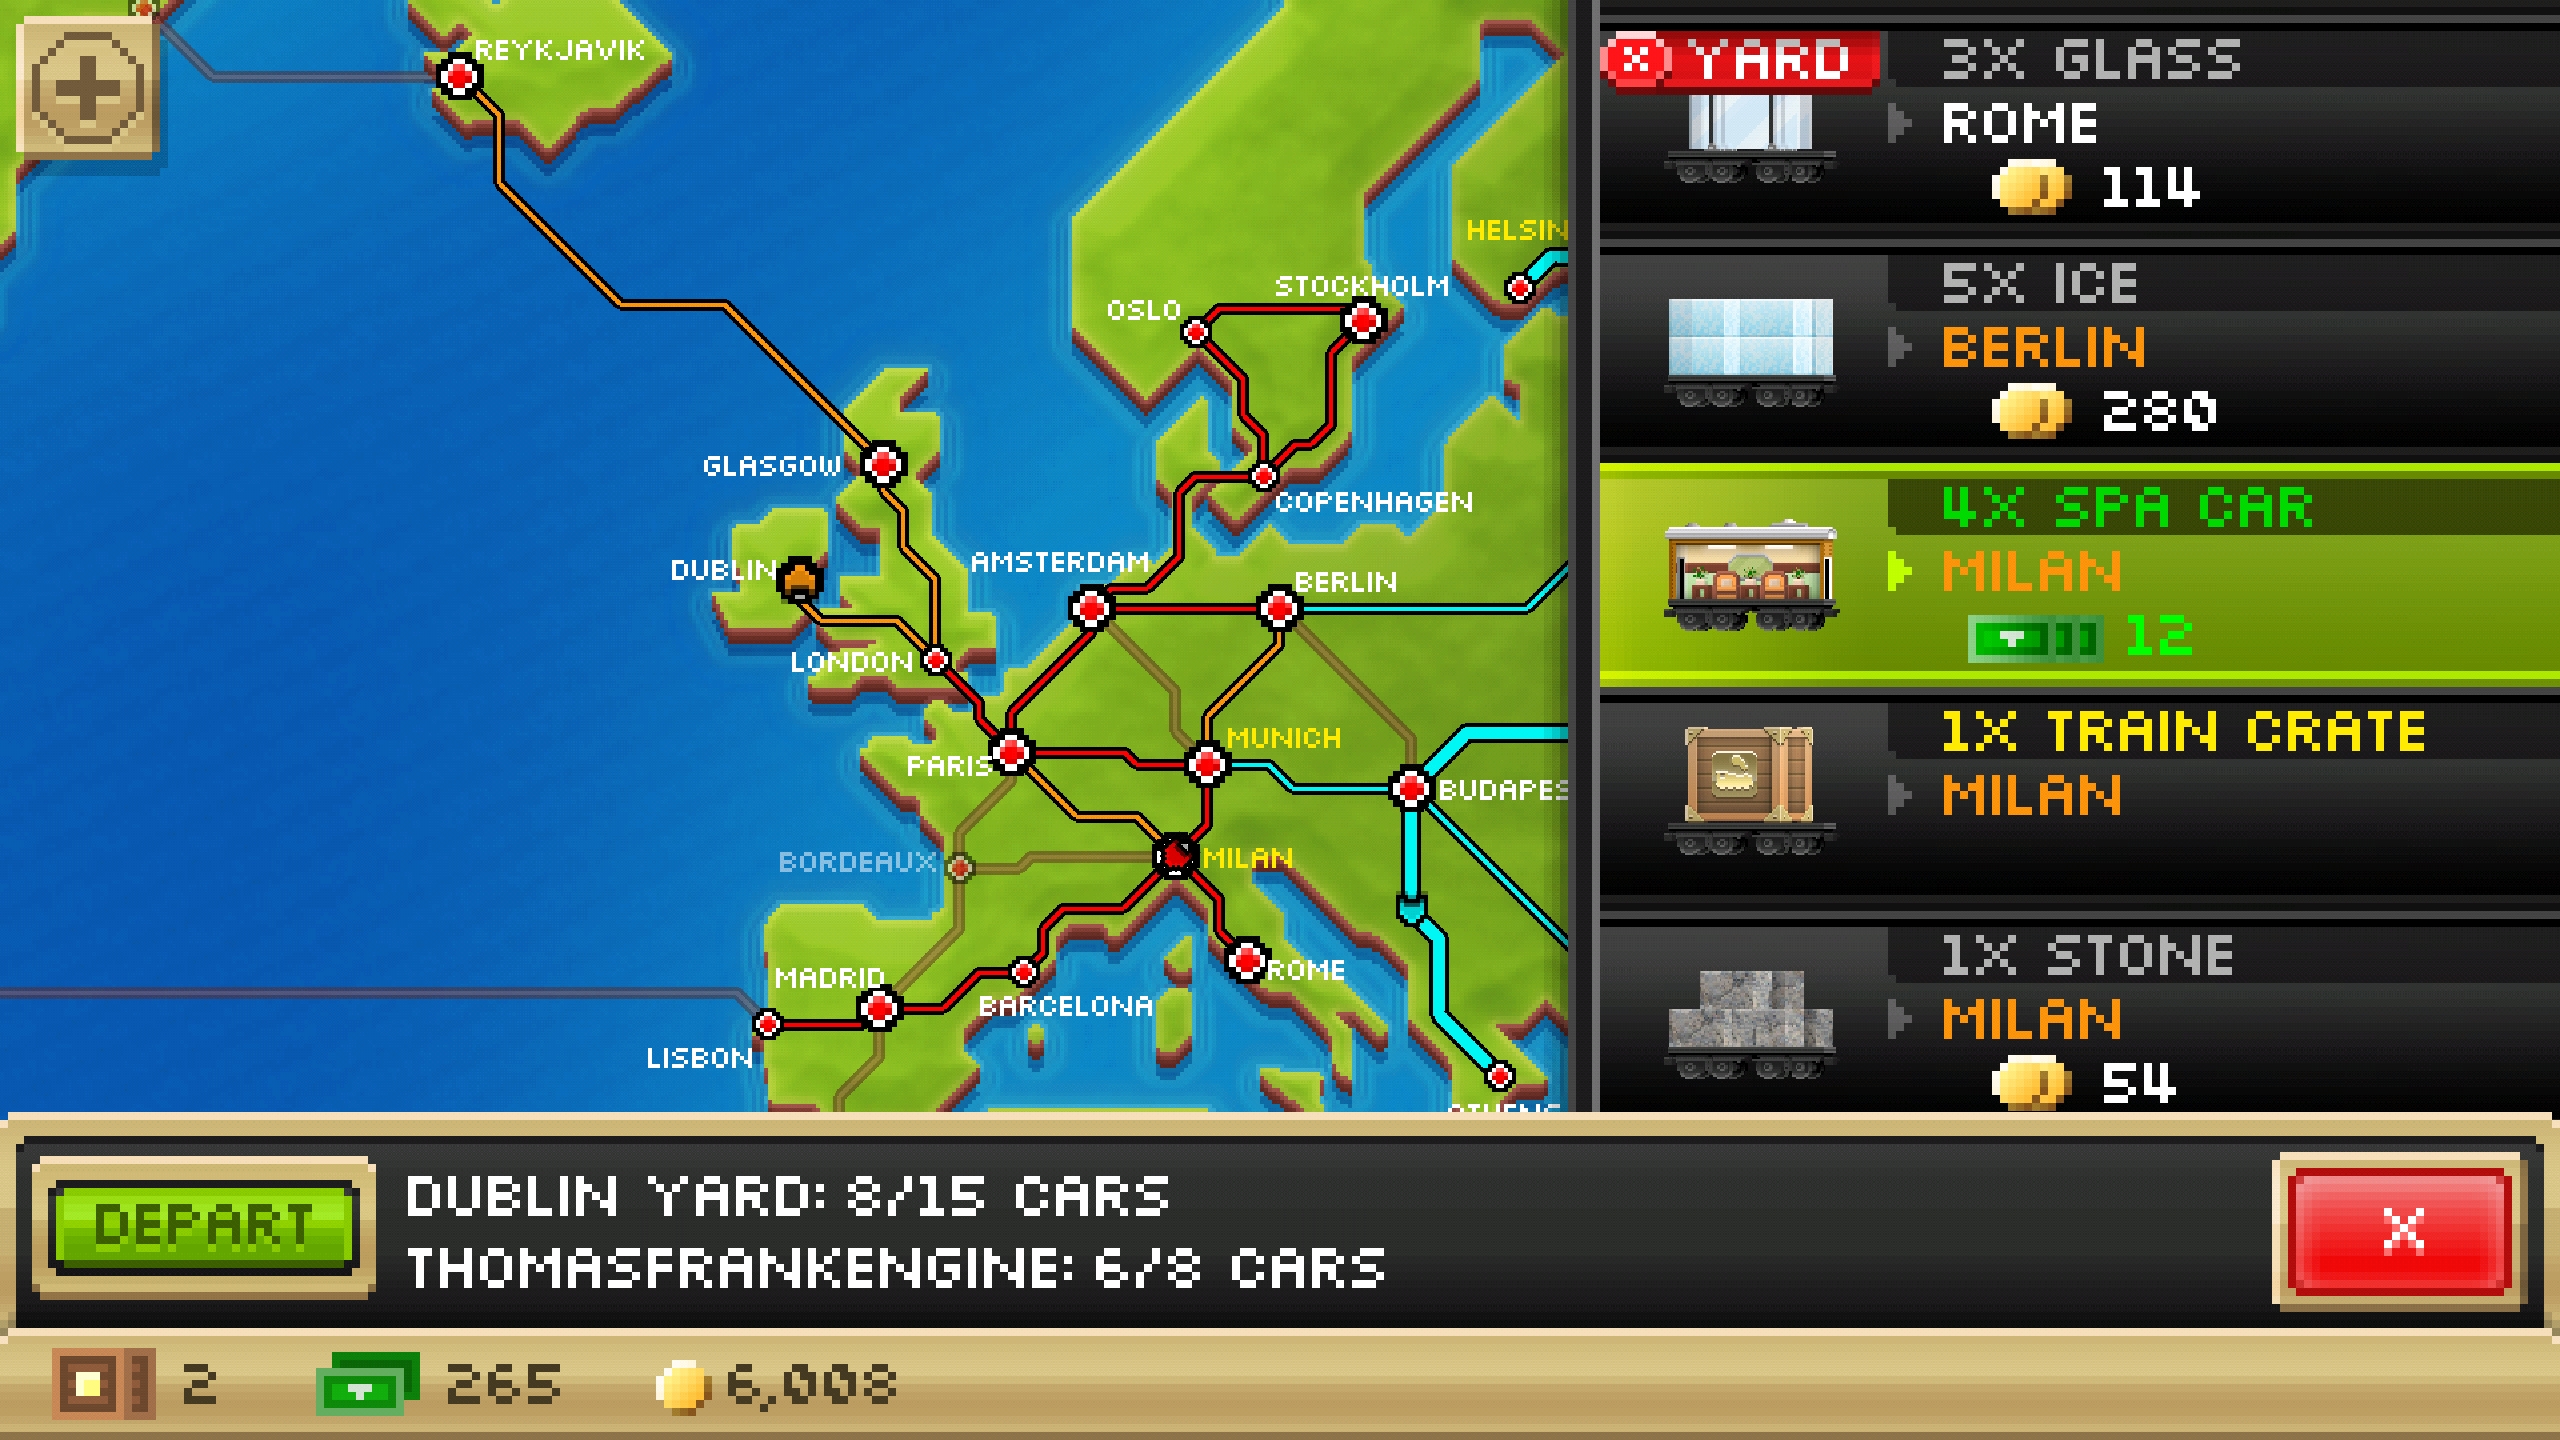 REYKJAVIK
HELSIN
STOCKHOLM
OSLO
GLASGOW
COPENHAGEN
AMSTERDAM
DUBLIN
BERLIN
LONDON
MUNICH
PARIS
BUDAPES
MILAN
BORDEAUX
ROME
MADRID
BARCELONA
LISBON
ATHENS
YARD
3X GLASS
ROME
114
5X ICE
BERLIN
280
4X SPA CAR
MILAN
12
1X TRAIN CRATE
MILAN
1X STONE
MILAN
54
DEPART
DUBLIN YARD: 8/15 CARS
THOMASFRANKENGINE: 6/8 CARS
X
2
265
6,008